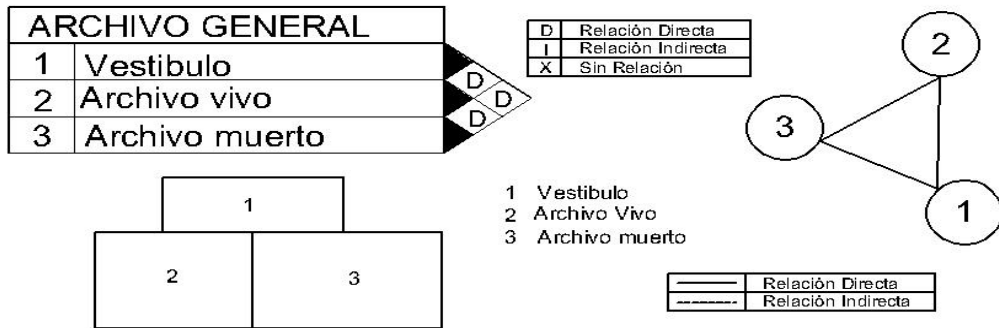 ARCHIVO GENERAL
1 Vestibulo
2 Archivo vivo
3 Archivo muerto
D
D
D
D Relación Directa
I Relación Indirecta
X Sin Relación
2
3
1
1
2
3
1 Vestibulo
2 Archivo Vivo
3 Archivo muerto
Relación Directa
Relación Indirecta